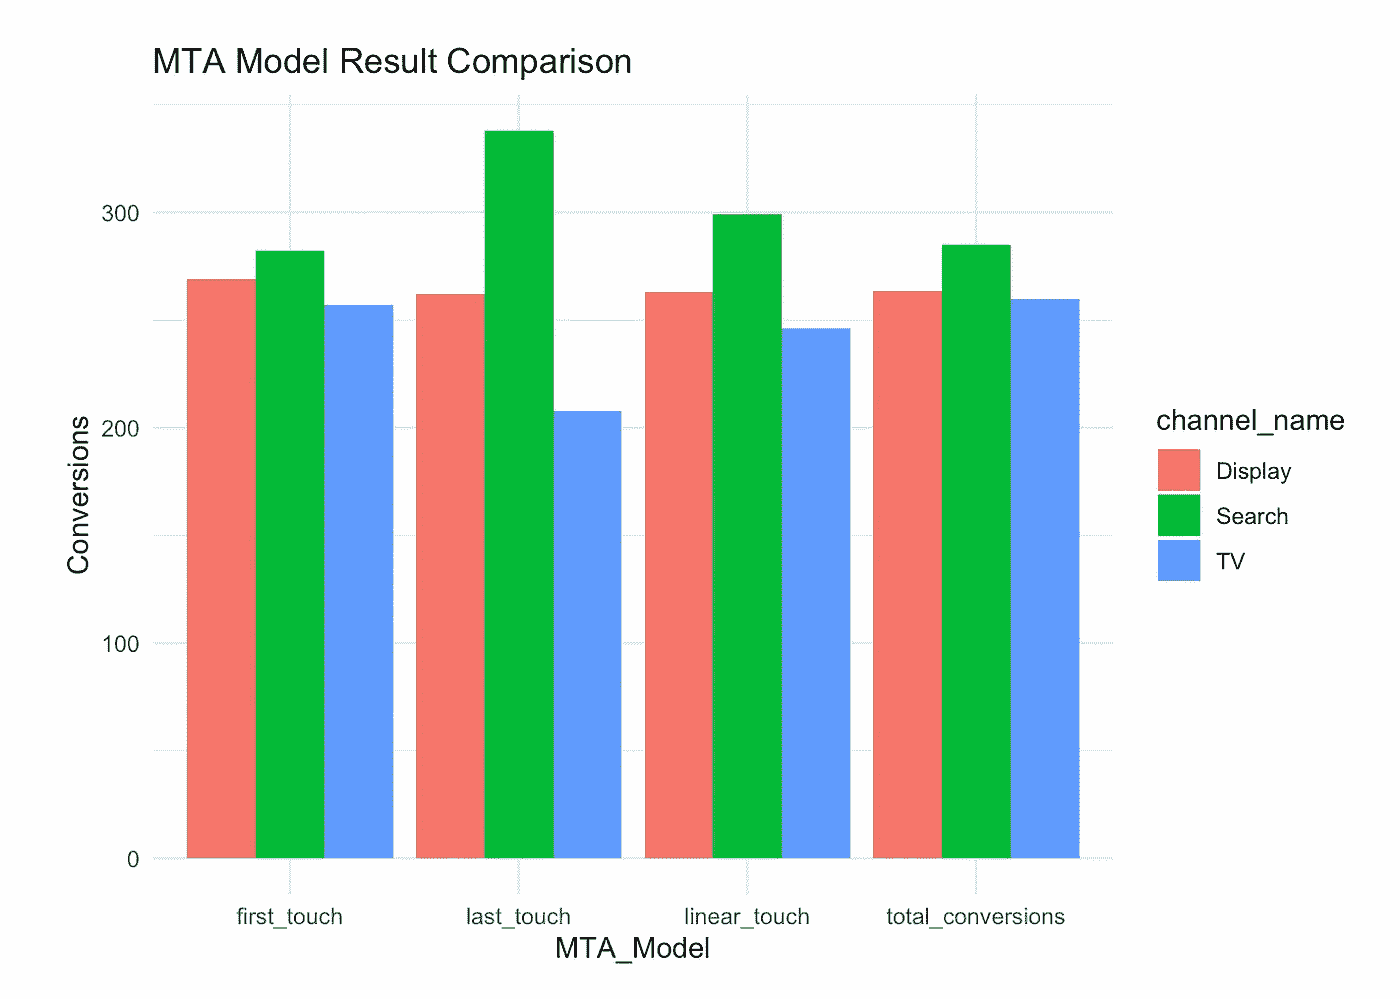 MTA Model Result Comparison
Conversions
300
200
100
0
first_touch
last_touch
linear_touch
total_conversions
MTA_Model
channel_name
Display
Search
TV